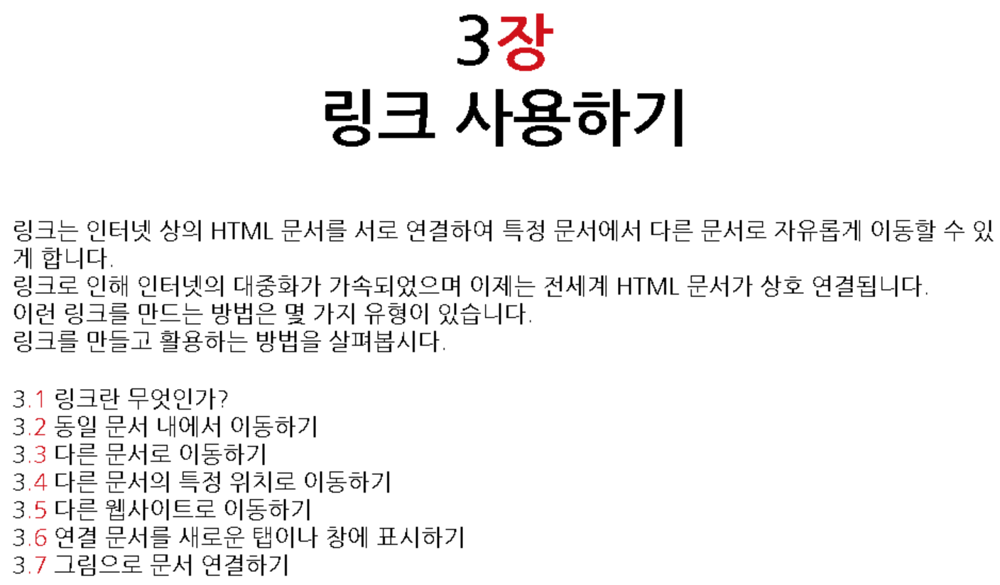 3장
링크 사용하기
링크는 인터넷 상의 HTML 문서를 서로 연결하여 특정 문서에서 다른 문서로 자유롭게 이동할 수 있
게 합니다.
링크로 인해 인터넷의 대중화가 가속되었으며 이제는 전세계 HTML 문서가 상호 연결됩니다.
이런 링크를 만드는 방법은 몇 가지 유형이 있습니다.
링크를 만들고 활용하는 방법을 살펴봅시다.
3.1 링크란 무엇인가?
3.2 동일 문서 내에서 이동하기
3.3 다른 문서로 이동하기
3.4 다른 문서의 특정 위치로 이동하기
3.5 다른 웹사이트로 이동하기
3.6 연결 문서를 새로운 탭이나 창에 표시하기
3.7 그림으로 문서 연결하기